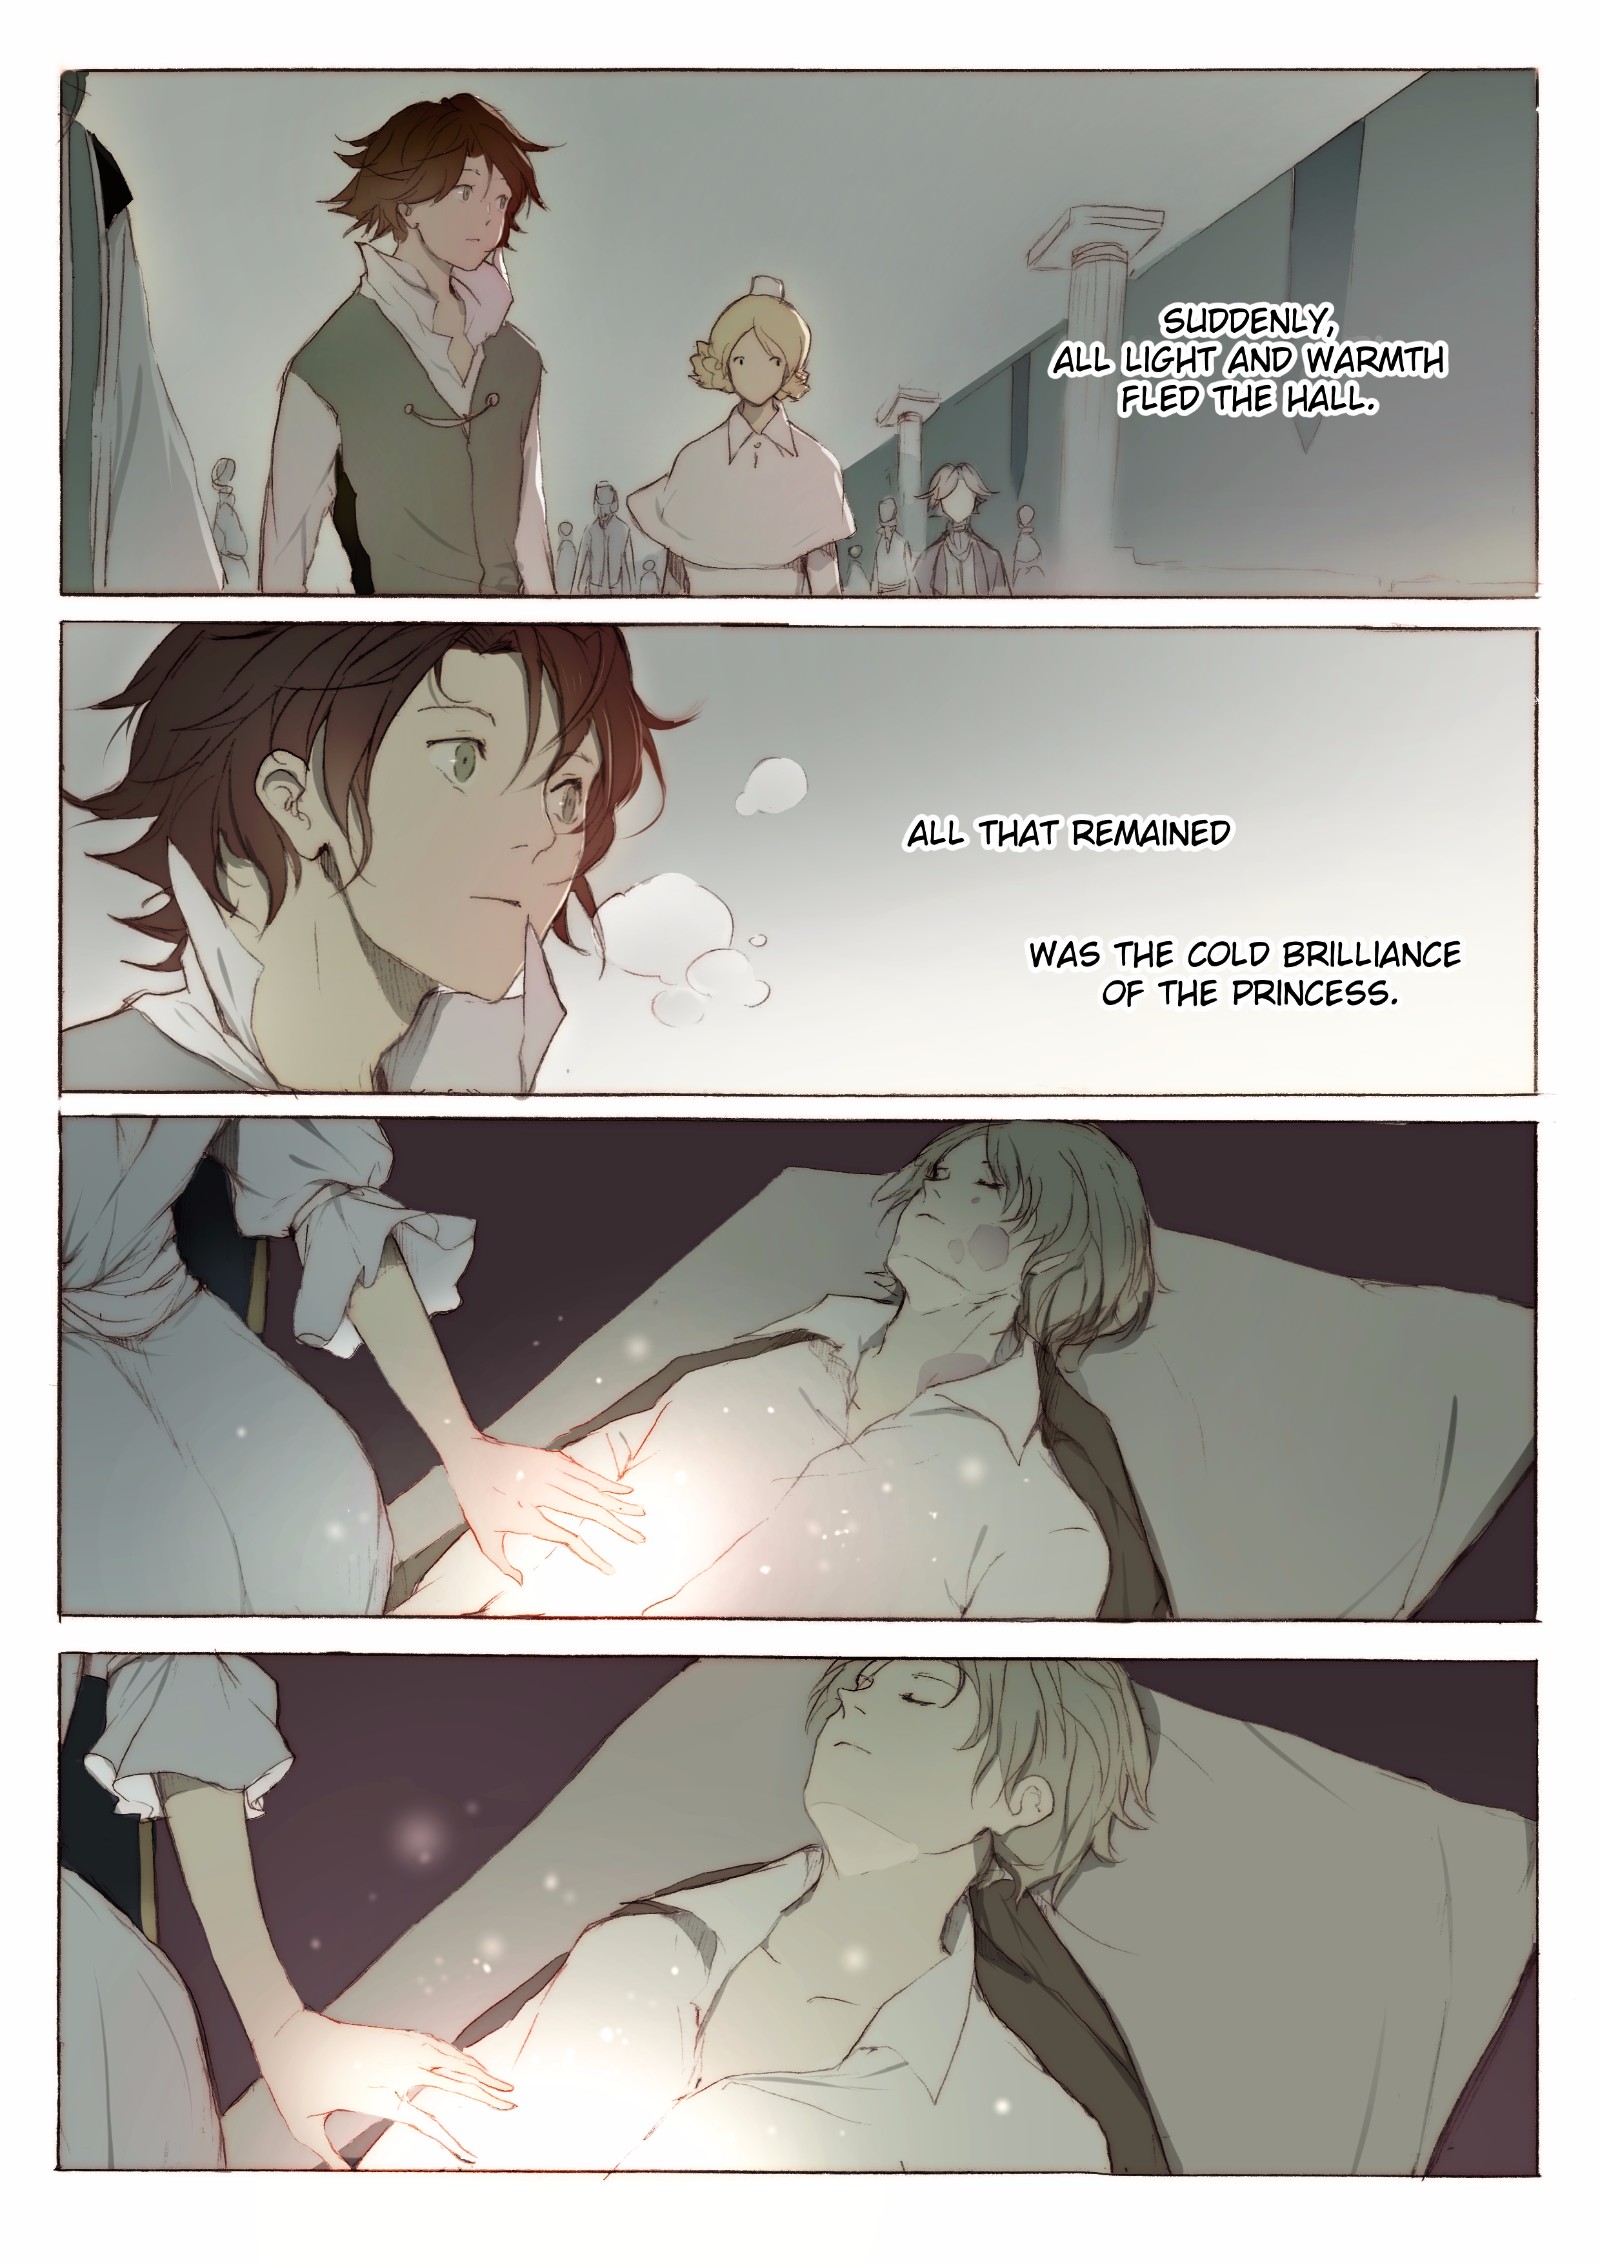 SUDDENLY,
ALL LIGHT AND WARMTH
FLED THE HALL.
ALL THAT REMAINED
WAS THE COLD BRILLIANCE
OF THE PRINCESS.